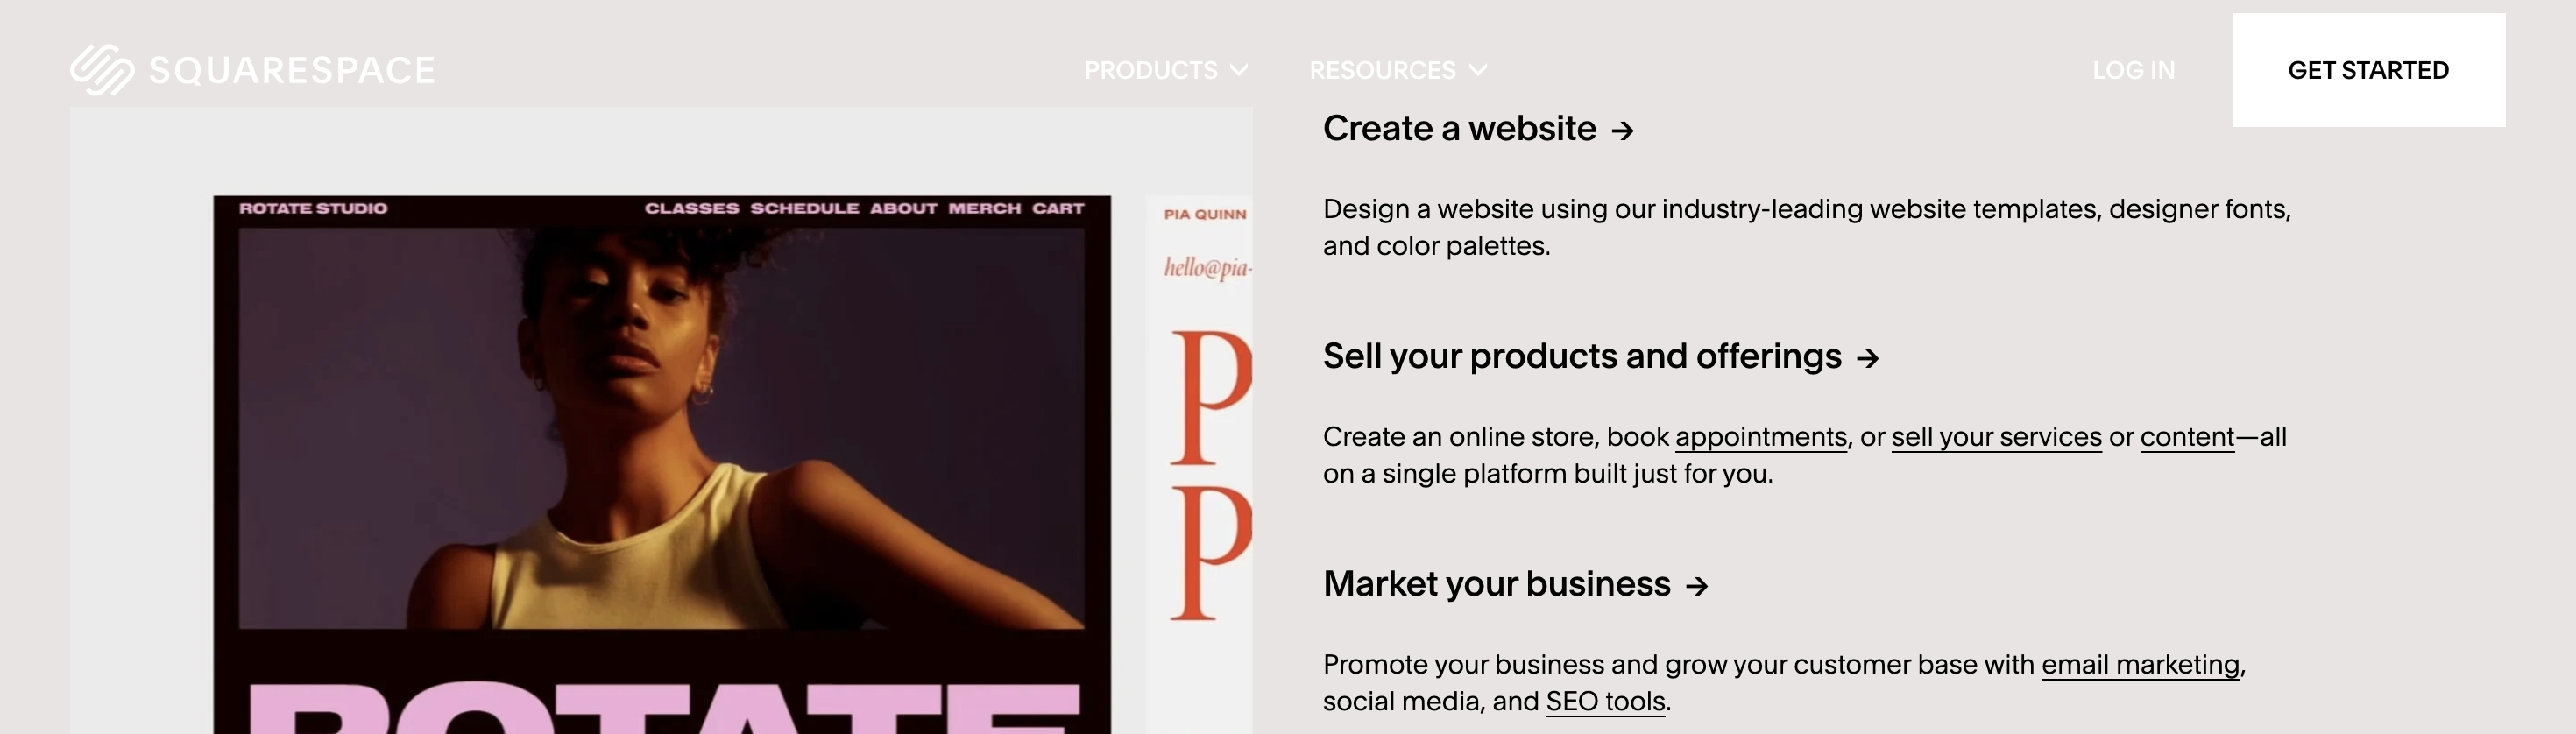 SQUARESPACE
PRODUCTS
RESOURCES
LOG IN
GET STARTED
ROTATE STUDIO
CLASSES SCHEDULE ABOUT MERCH CART
ROTATE
PIA QUINN
hello@pia-
P
P
Create a website →
Design a website using our industry-leading website templates, designer fonts,
and color palettes.
Sell your products and offerings →
Create an online store, book appointments, or sell your services or content—all
on a single platform built just for you.
Market your business →
Promote your business and grow your customer base with email marketing,
social media, and SEO tools.